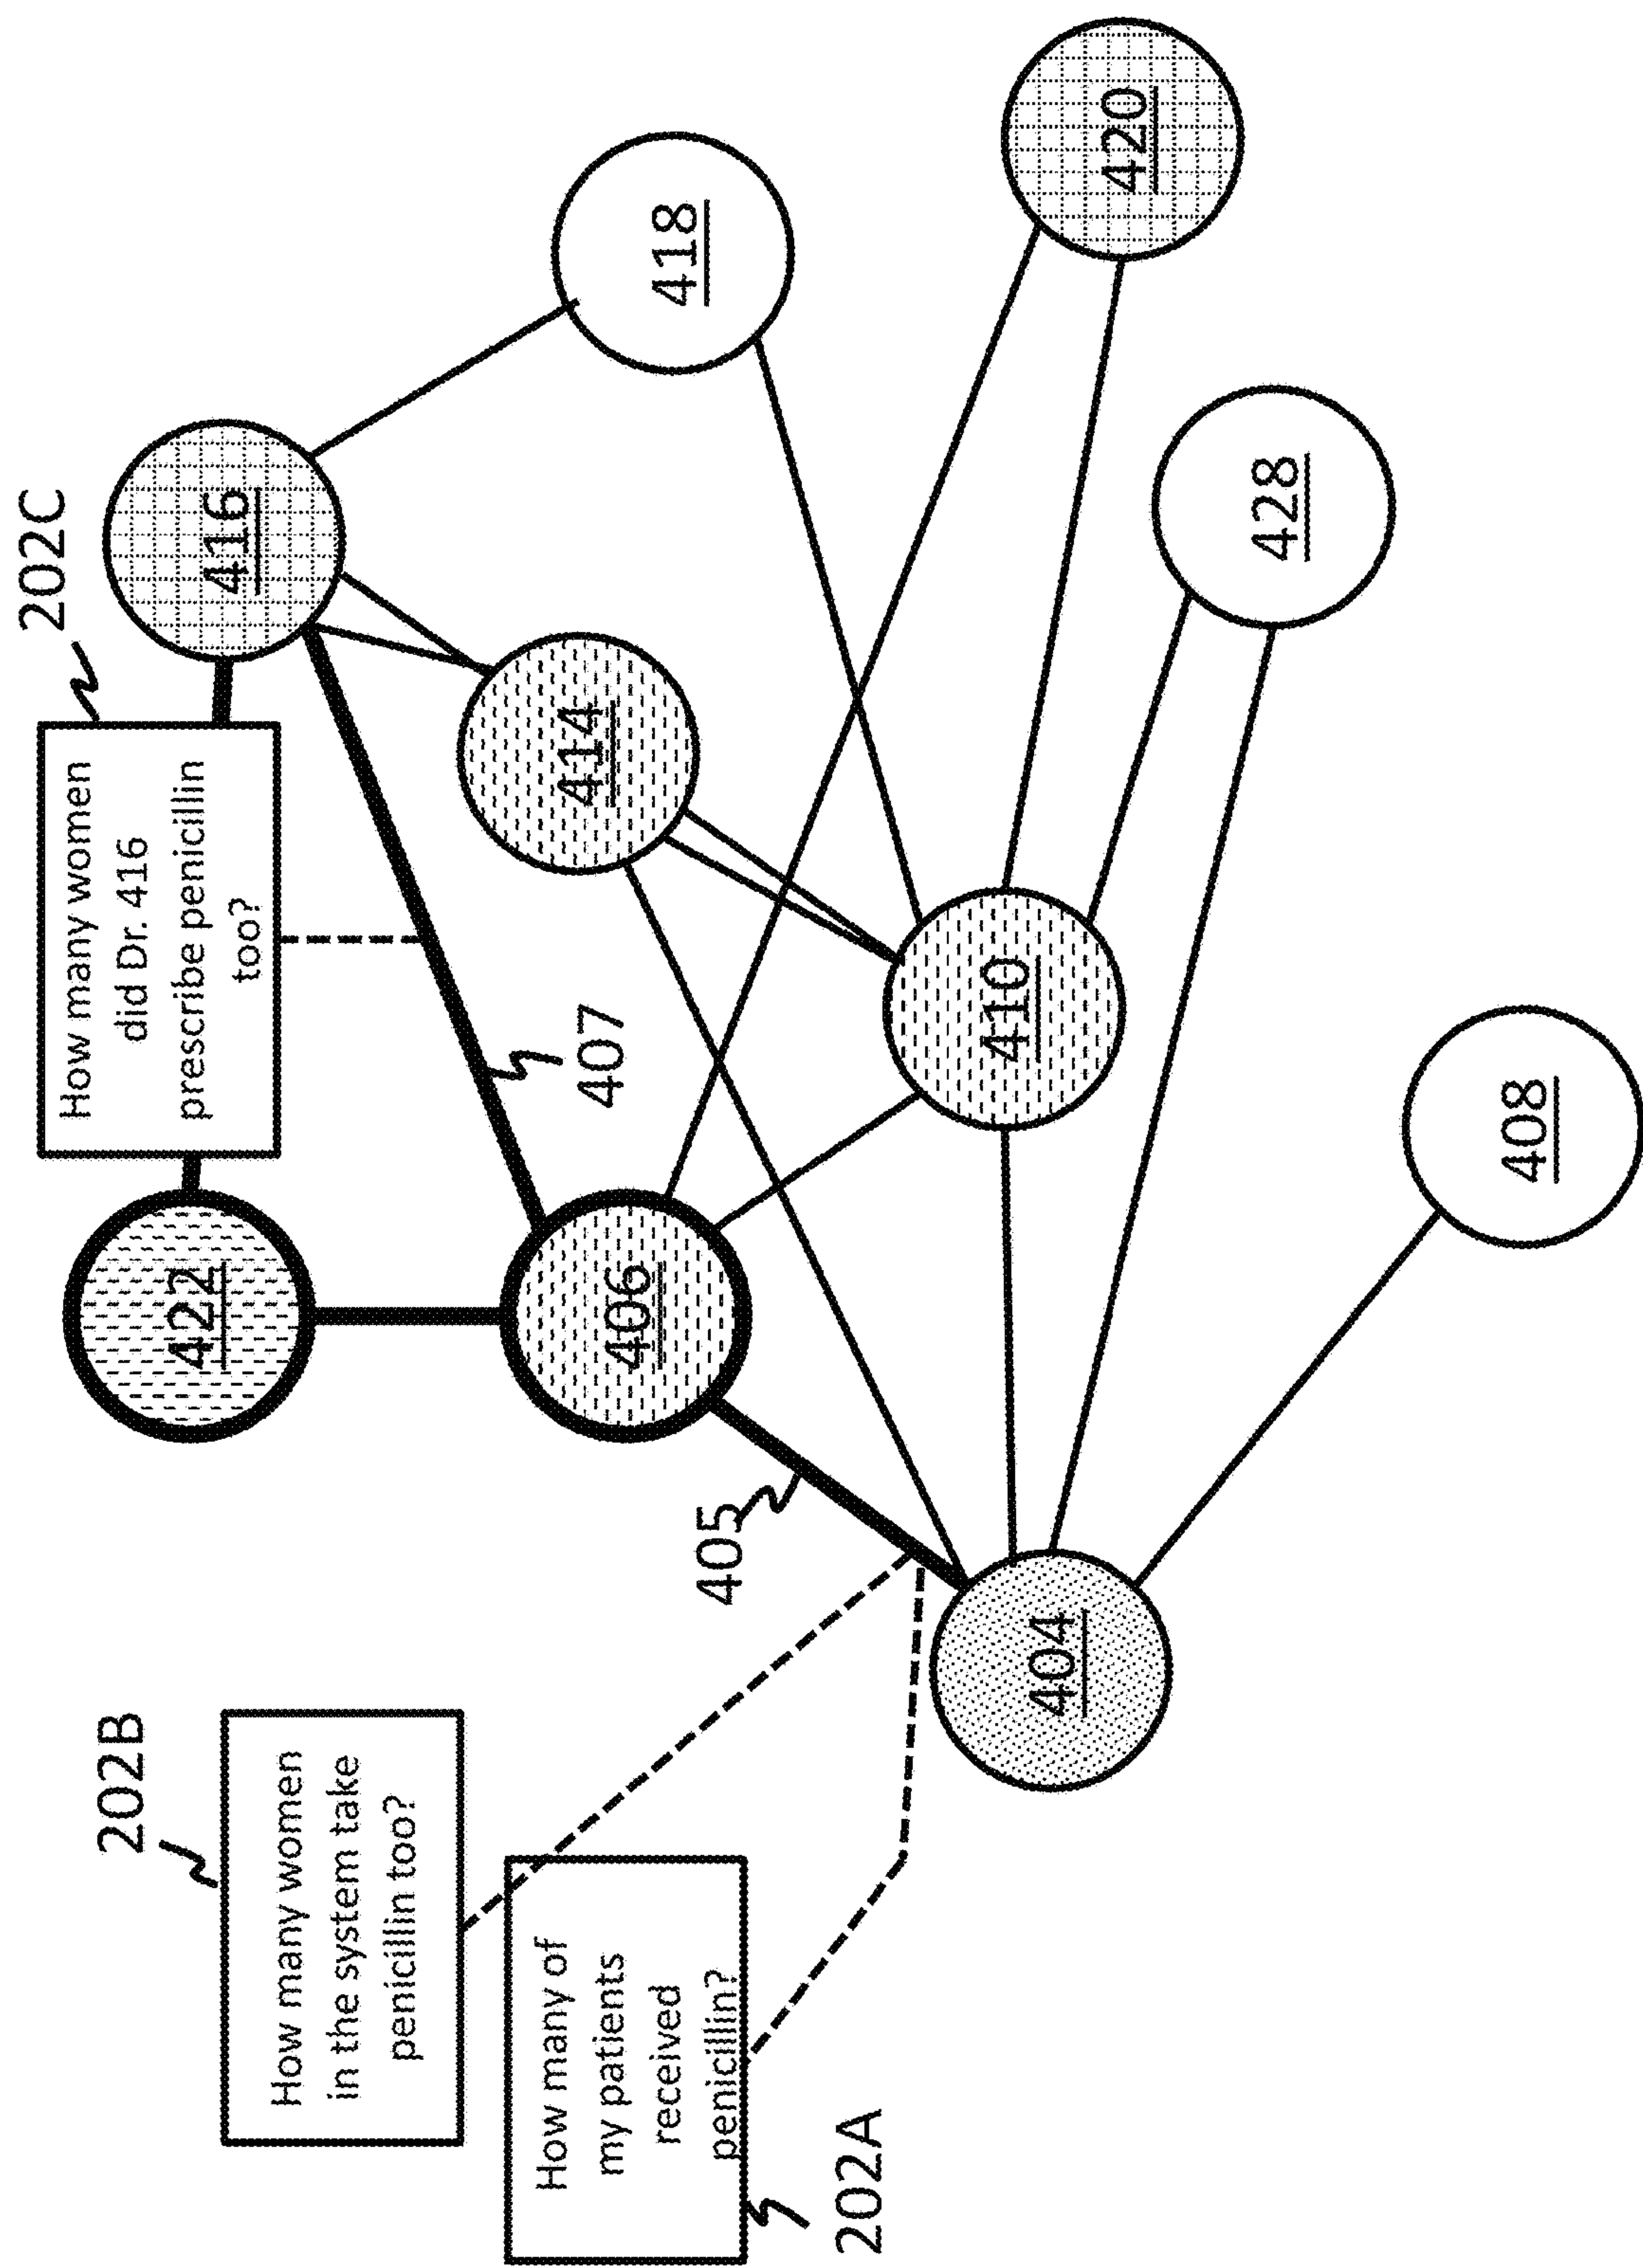 202B
How many women
in the system take
penicillin too?
How many of
my patients
received
penicillin?
202A
202C
How many women
did Dr. 416
prescribe penicillin
too?
422
416
407
418
414
406
405
404
410
420
428
408